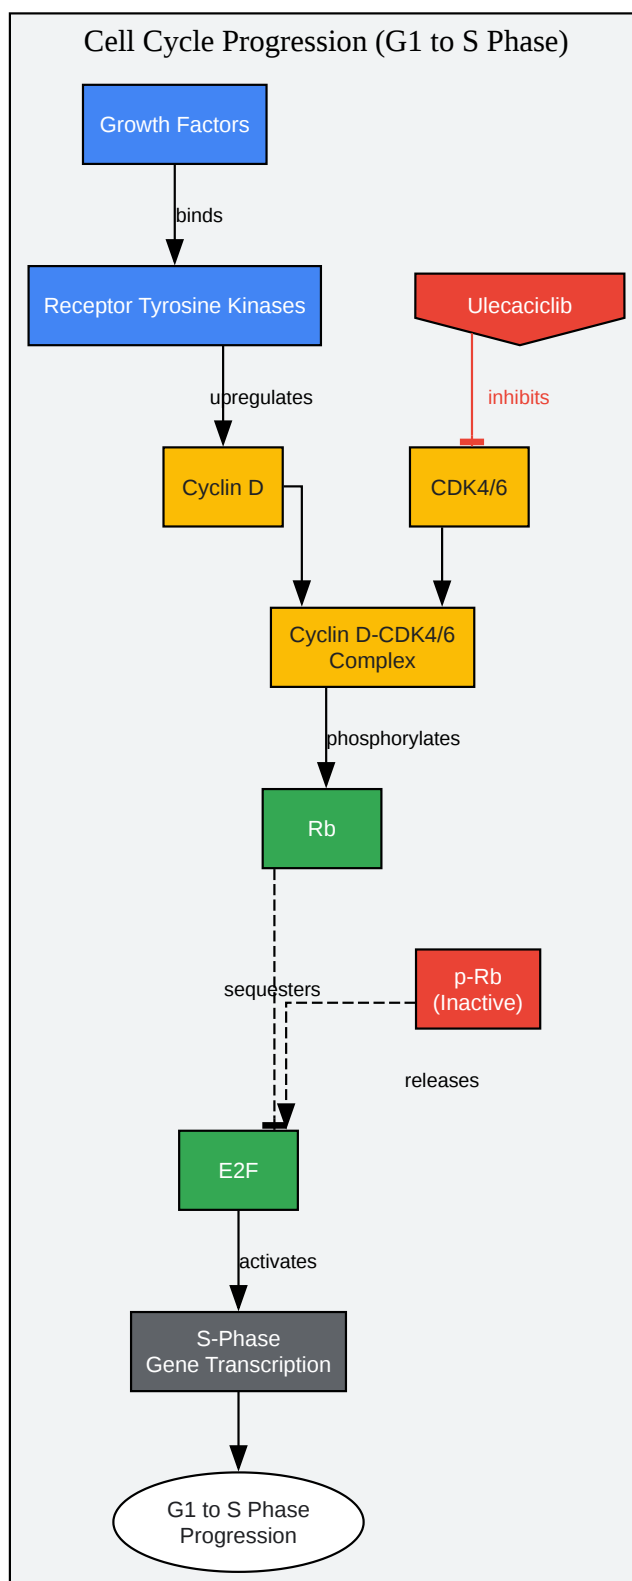 Cell Cycle Progression (G1 to S Phase)
Growth Factors
binds
Receptor Tyrosine Kinases
Ulecaciclib
upregulates
inhibits
Cyclin D
CDK4/6
Cyclin D-CDK4/6
Complex
phosphorylates
Rb
p-Rb
(Inactive)
sequesters
releases
E2F
activates
S-Phase
Gene Transcription
G1 to S Phase
Progression